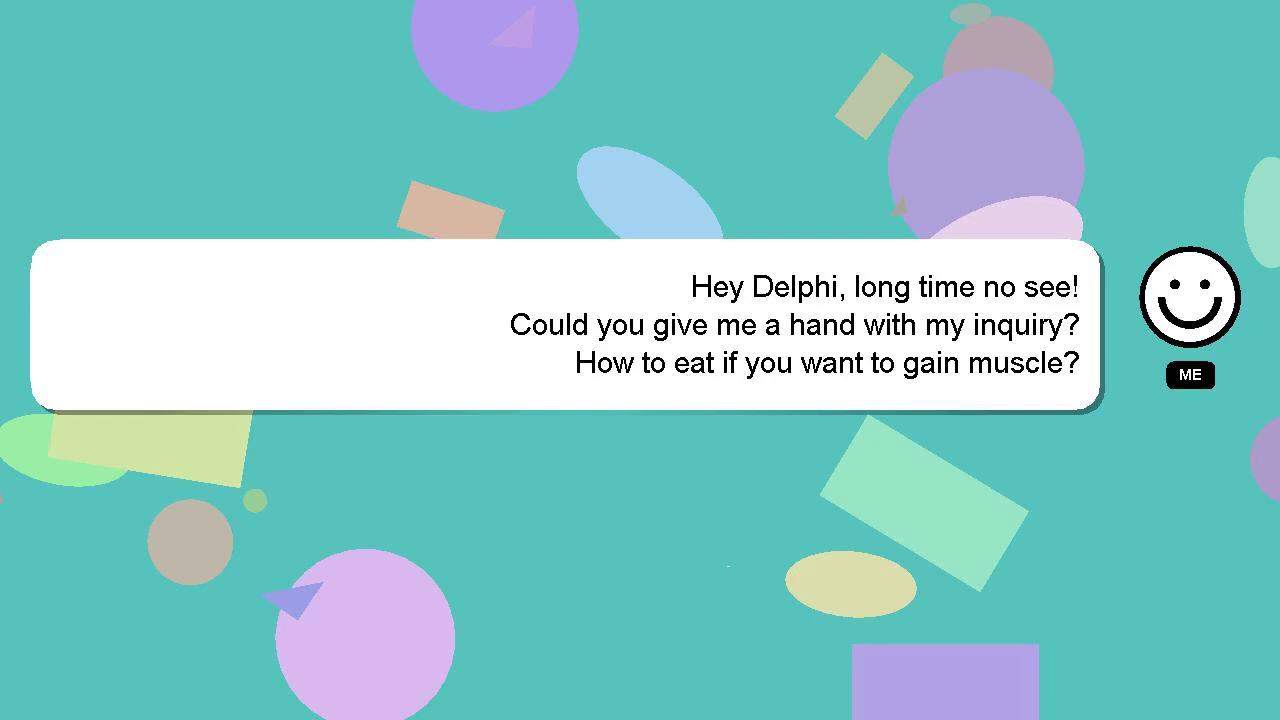 Hey Delphi, long time no see!
Could you give me a hand with my inquiry?
How to eat if you want to gain muscle?
ME